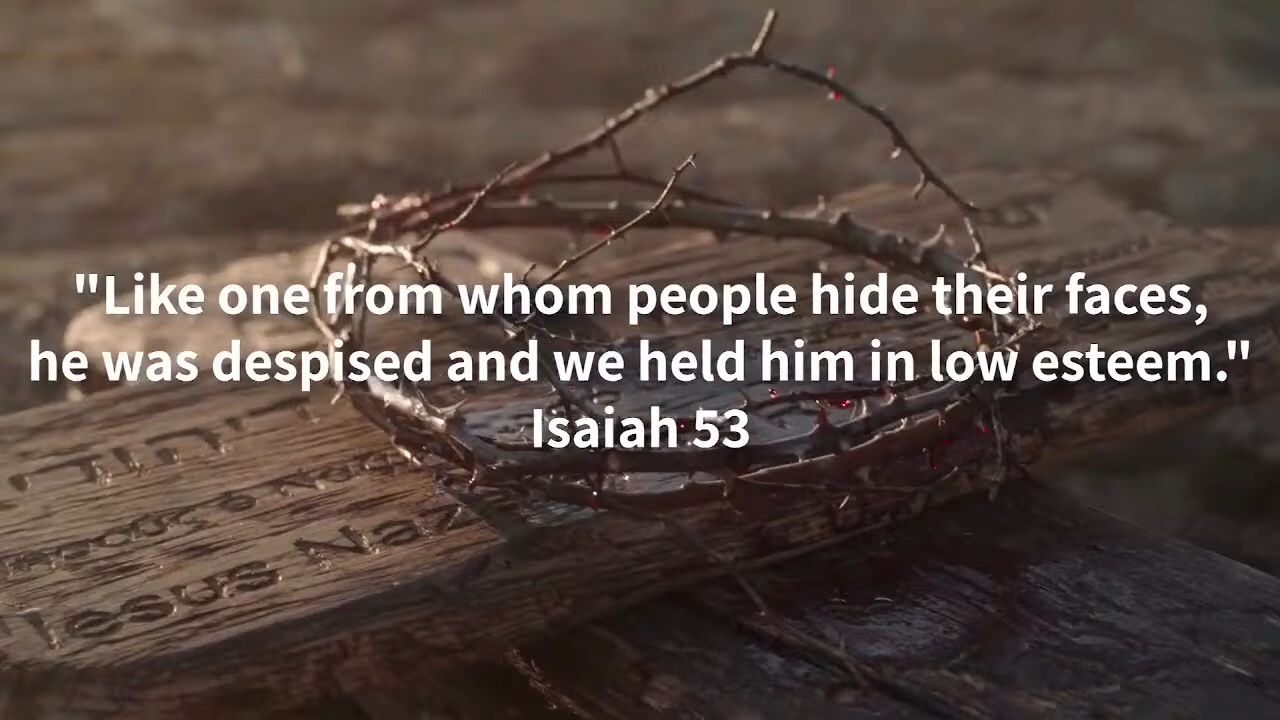 "Like one from whom people hide their faces,
he was despised and we held him in low esteem."
Isaiah 53
Jesus